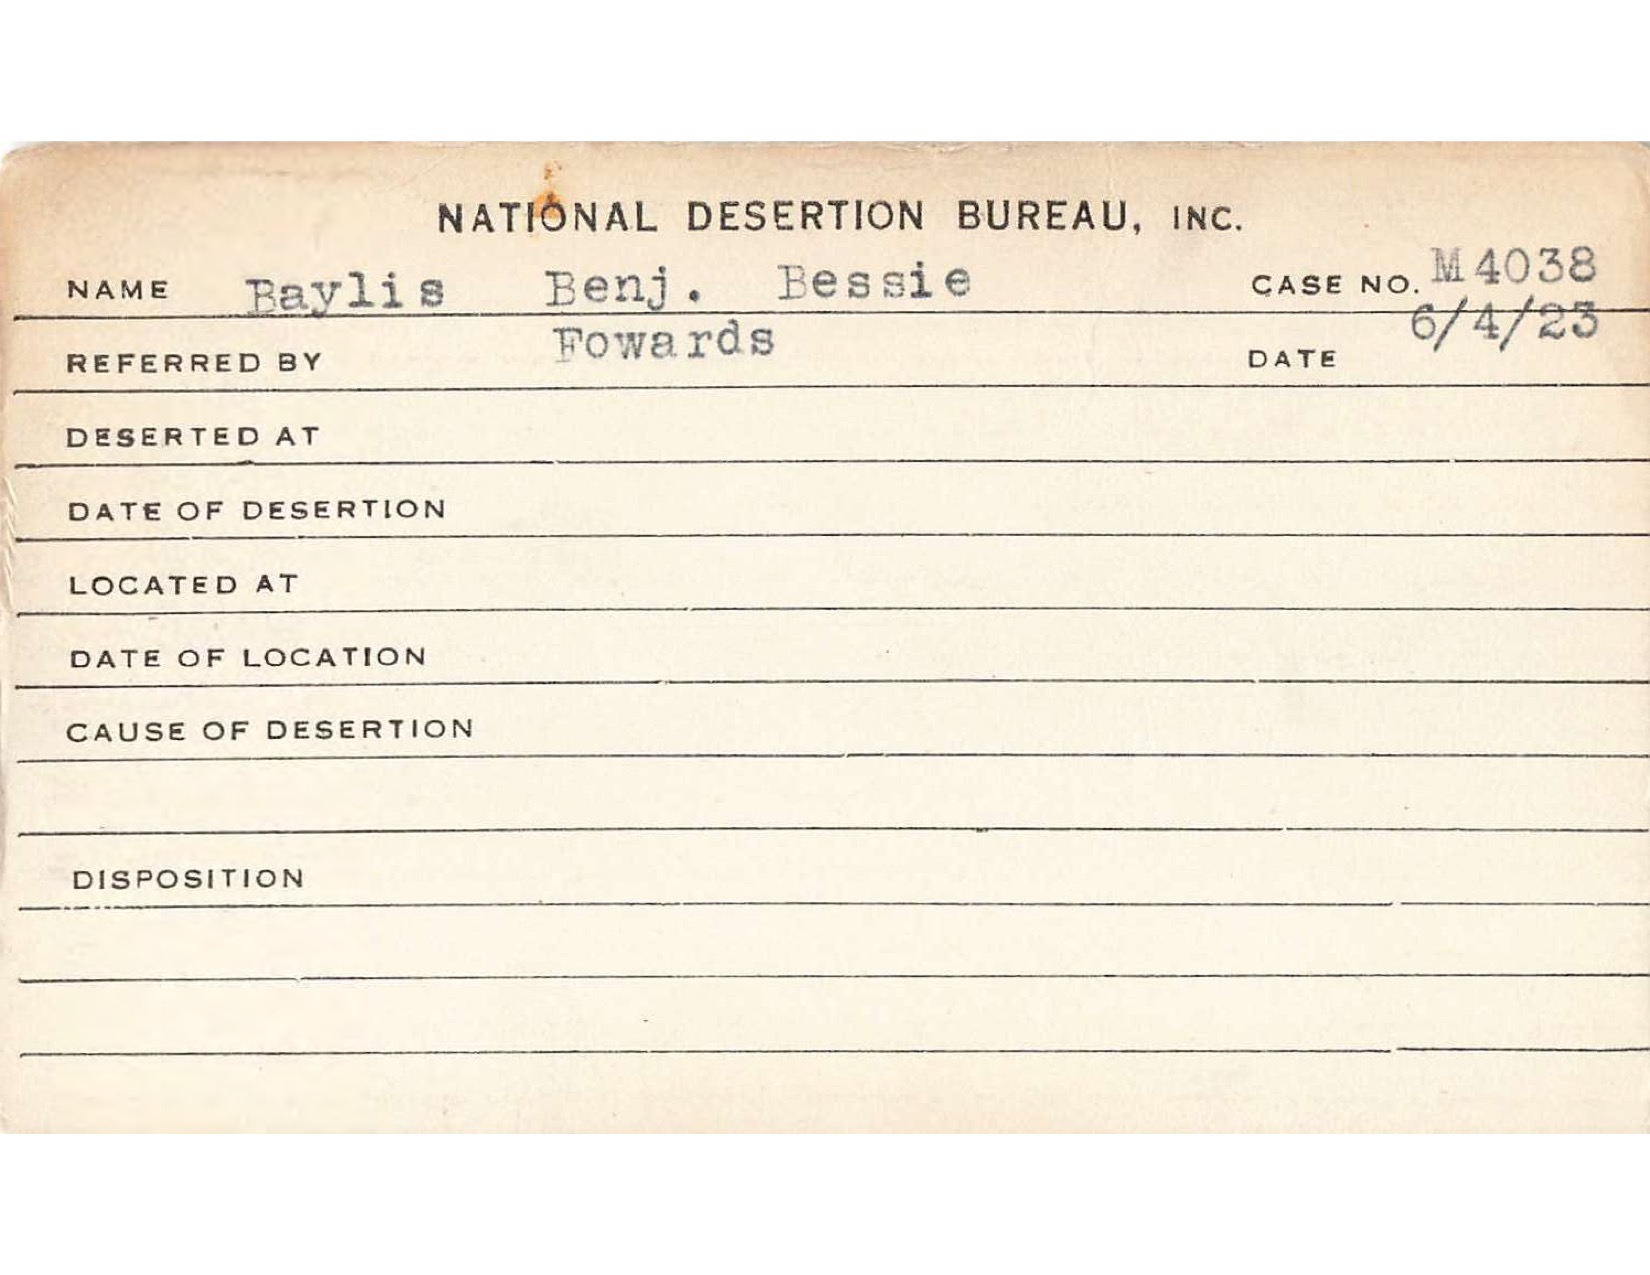 NATIONAL DESERTION BUREAU, INC.
NAME Baylis Benj. Bessie CASE NO. M4038
REFERRED BY Fowards DATE 6/4/23
DESERTED AT
DATE OF DESERTION
LOCATED AT
DATE OF LOCATION
CAUSE OF DESERTION
DISPOSITION